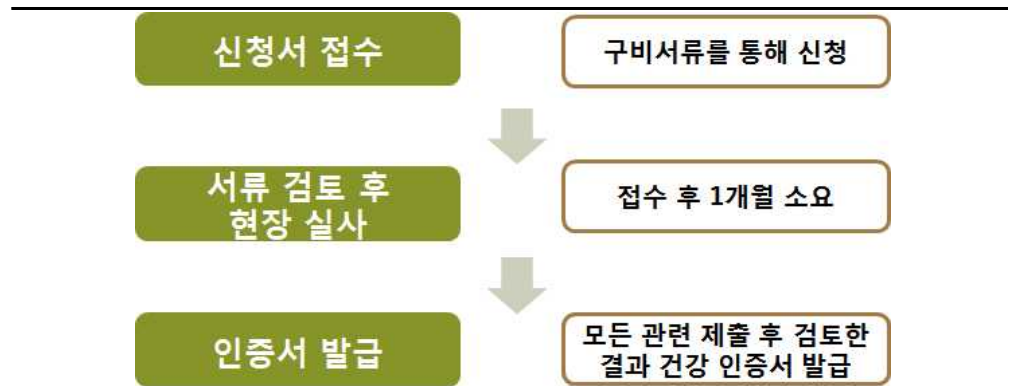 신청서 접수
구비서류를 통해 신청
서류 검토 후
현장 실사
접수 후 1개월 소요
인증서 발급
모든 관련 제출 후 검토한
결과 건강 인증서 발급